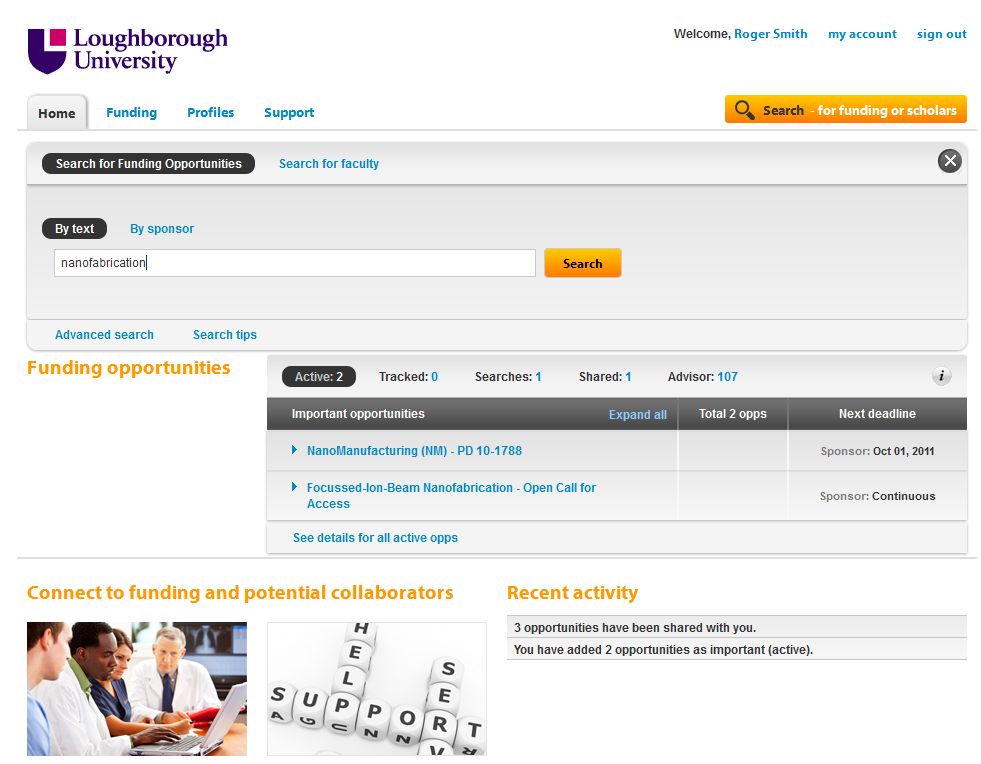 Loughborough
University
Welcome, Roger Smith my account sign out
Home Funding Profiles Support
Search - for funding or scholars
Search for Funding Opportunities Search for faculty
By text By sponsor
nanofabrication Search
Advanced search Search tips
Funding opportunities
Active: 2 Tracked: 0 Searches: 1 Shared: 1 Advisor: 107 i
Important opportunities Expand all Total 2 opps Next deadline
NanoManufacturing (NM) - PD 10-1788 Sponsor: Oct 01, 2011
Focussed-Ion-Beam Nanofabrication - Open Call for
Access Sponsor: Continuous
See details for all active opps
Connect to funding and potential collaborators
Recent activity
3 opportunities have been shared with you.
You have added 2 opportunities as important (active).
HELP
SUPPORT
SERV